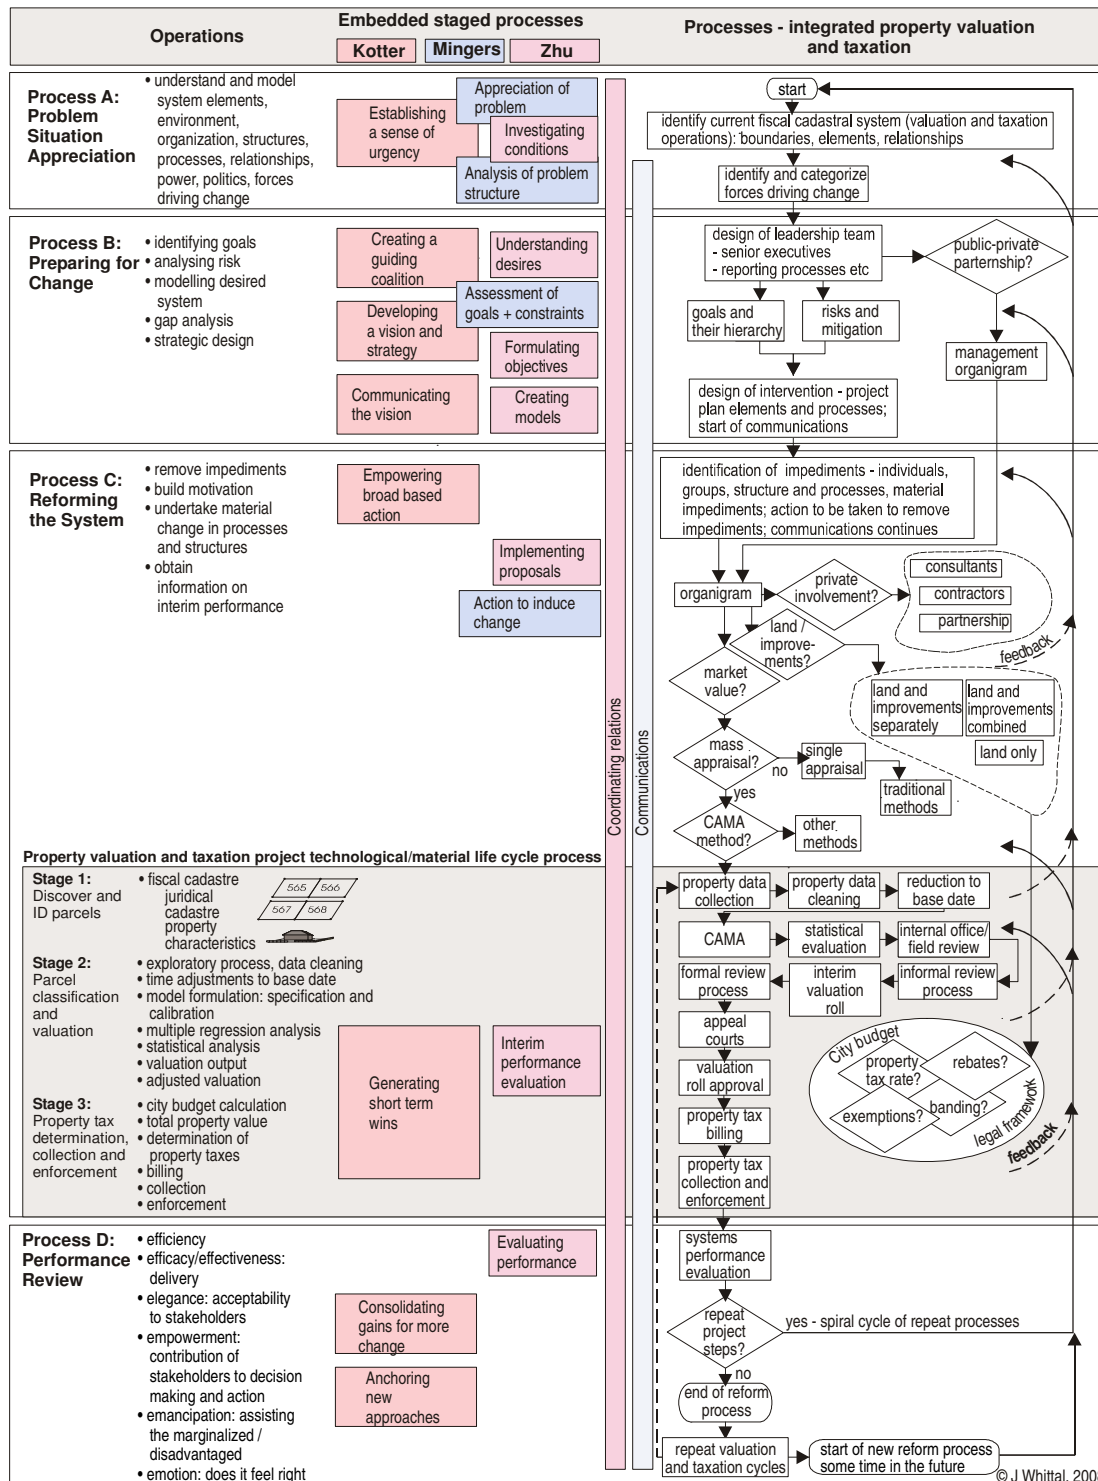 Operations
Embedded staged processes
Kotter
Mingers
Zhu
Processes - integrated property valuation
and taxation
Process A:
Problem
Situation
Appreciation
• understand and model
system elements,
environment,
organization, structures,
processes, relationships,
power, politics, forces
driving change
Establishing
a sense of
urgency
Appreciation of
problem
Investigating
conditions
Analysis of problem
structure
start
identify current fiscal cadastral system (valuation and taxation
operations): boundaries, elements, relationships
identify and categorize
forces driving change
Process B:
Preparing for
Change
• identifying goals
• analysing risk
• modelling desired
system
• gap analysis
• strategic design
Creating a
guiding
coalition
Understanding
desires
Assessment of
goals + constraints
Developing
a vision and
strategy
Formulating
objectives
Communicating
the vision
Creating
models
design of leadership team
- senior executives
- reporting processes etc
public-private
parternship?
goals and
their hierarchy
risks and
mitigation
management
organigram
design of intervention - project
plan elements and processes;
start of communications
Process C:
Reforming
the System
• remove impediments
• build motivation
• undertake material
change in processes
and structures
• obtain
information on
interim performance
Empowering
broad based
action
Implementing
proposals
Action to induce
change
Coordinating relations
Communications
identification of impediments - individuals,
groups, structure and processes, material
impediments; action to be taken to remove
impediments; communications continues
organigram
private
involvement?
consultants
contractors
partnership
land /
improve-
ments?
feedback
market
value?
land and
improvements
separately
land and
improvements
combined
land only
mass
appraisal?
no
single
appraisal
traditional
methods
yes
CAMA
method?
other
methods
Property valuation and taxation project technological/material life cycle process
Stage 1:
Discover and
ID parcels
• fiscal cadastre
juridical
cadastre
property
characteristics
565
566
567
568
property data
collection
property data
cleaning
reduction to
base date
CAMA
statistical
evaluation
internal office/
field review
Stage 2:
Parcel
classification
and
valuation
• exploratory process, data cleaning
• time adjustments to base date
• model formulation: specification and
calibration
• multiple regression analysis
• statistical analysis
• valuation output
• adjusted valuation
formal review
process
interim
valuation
roll
informal review
process
appeal
courts
valuation
roll approval
Generating
short term
wins
Interim
performance
evaluation
City budget
property
tax rate?
rebates?
exemptions?
banding?
legal framework
feedback
Stage 3:
Property tax
determination,
collection and
enforcement
• city budget calculation
• total property value
• determination of
property taxes
• billing
• collection
• enforcement
property tax
billing
property tax
collection and
enforcement
Process D:
Performance
Review
• efficiency
• efficacy/effectiveness:
delivery
• elegance: acceptability
to stakeholders
• empowerment:
contribution of
stakeholders to decision
making and action
• emancipation: assisting
the marginalized /
disadvantaged
• emotion: does it feel right
Evaluating
performance
Consolidating
gains for more
change
Anchoring
new
approaches
systems
performance
evaluation
repeat
project
steps?
yes - spiral cycle of repeat processes
no
end of reform
process
repeat valuation
and taxation cycles
start of new reform process
some time in the future
© J Whittal, 200